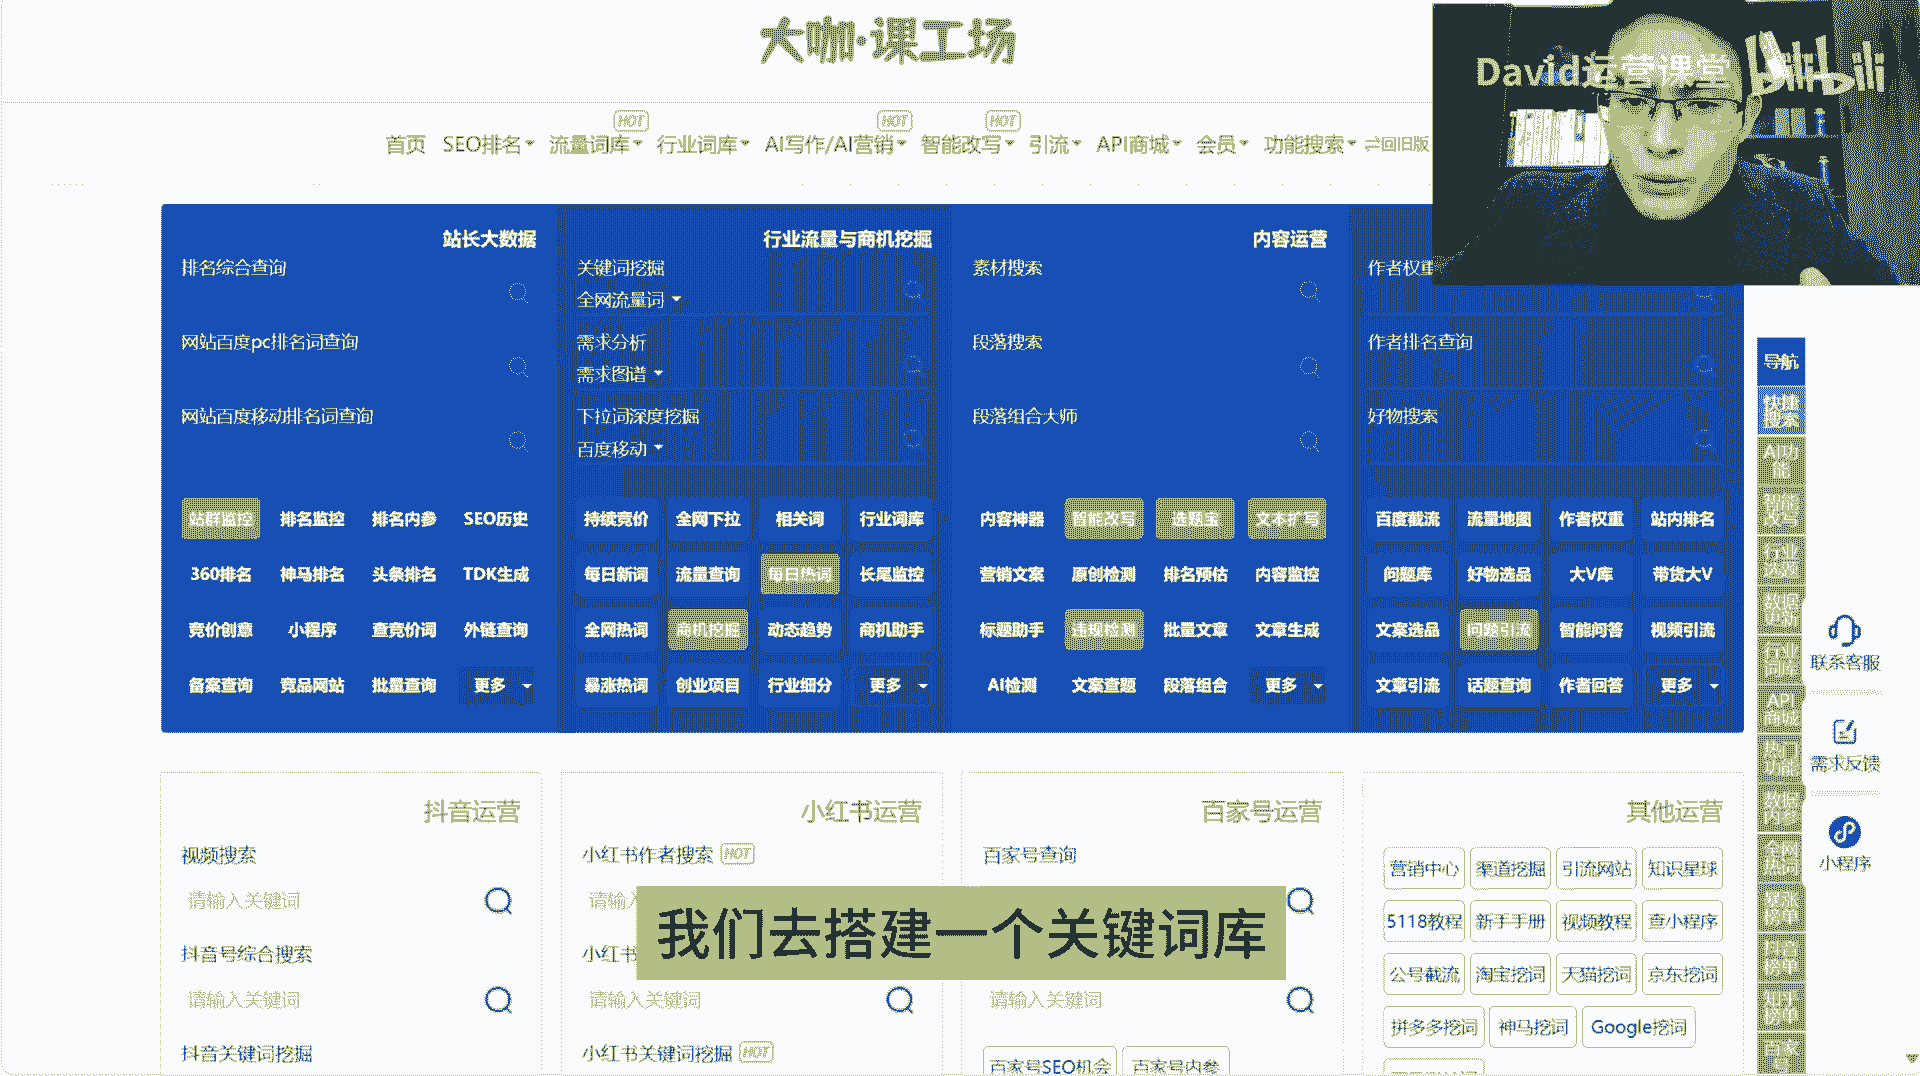 大咖·课工场
David运营课堂 bilibili
HOT HOT HOT
首页 SEO排名 流量词库 行业词库 AI写作/AI营销 智能改写 引流 API商城 会员 功能搜索 回旧版
站长大数据
排名综合查询
网站百度pc排名词查询
网站百度移动排名词查询
站群监控 排名监控 排名内参 SEO历史
360排名 神马排名 头条排名 TDK生成
竞价创意 小程序 查竞价词 外链查询
备案查询 竞品网站 批量查询 更多
行业流量与商机挖掘
关键词挖掘
全网流量词
需求分析
需求图谱
下拉词深度挖掘
百度移动
持续竞价 全网下拉 相关词 行业词库
每日新词 流量查询 每日热词 长尾监控
全网热词 商机挖掘 动态趋势 商机助手
暴涨热词 创业项目 行业细分 更多
内容运营
素材搜索
段落搜索
段落组合大师
内容神器 智能改写 选题宝 文本扩写
营销文案 原创检测 排名预估 内容监控
标题助手 违规检测 批量文章 文章生成
AI检测 文案查题 段落组合 更多
作者权重
作者排名查询
好物搜索
百度截流 流量地图 作者权重 站内排名
问题库 好物选品 大V库 带货大V
文案选品 问题引流 智能问答 视频引流
文章引流 话题查询 作者回答 更多
导航
快捷搜索
AI功能
智能改写
行业
数据更新
行业词库
API商城
热门功能
数据内参
全网热词
爆涨榜单
抖音榜单
知乎榜单
百家
联系客服
需求反馈
小程序
抖音运营
视频搜索
请输入关键词
抖音号综合搜索
请输入关键词
抖音关键词挖掘
小红书运营
小红书作者搜索 HOT
请输入
小红书
请输入关键词
小红书关键词挖掘 HOT
百家号运营
百家号查询
请输入关键词
百家号SEO机会 百家号内参
其他运营
营销中心 渠道挖掘 引流网站 知识星球
5118教程 新手手册 视频教程 查小程序
公号截流 淘宝挖词 天猫挖词 京东挖词
拼多多挖词 神马挖词 Google挖词
我们去搭建一个关键词库